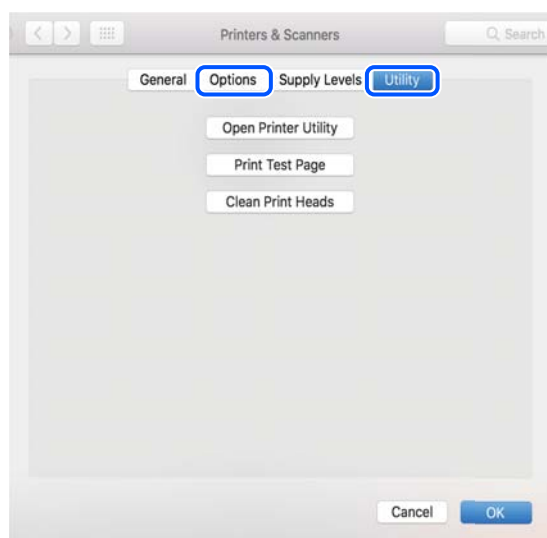 Printers & Scanners Search
General Options Supply Levels Utility
Open Printer Utility
Print Test Page
Clean Print Heads
Cancel OK